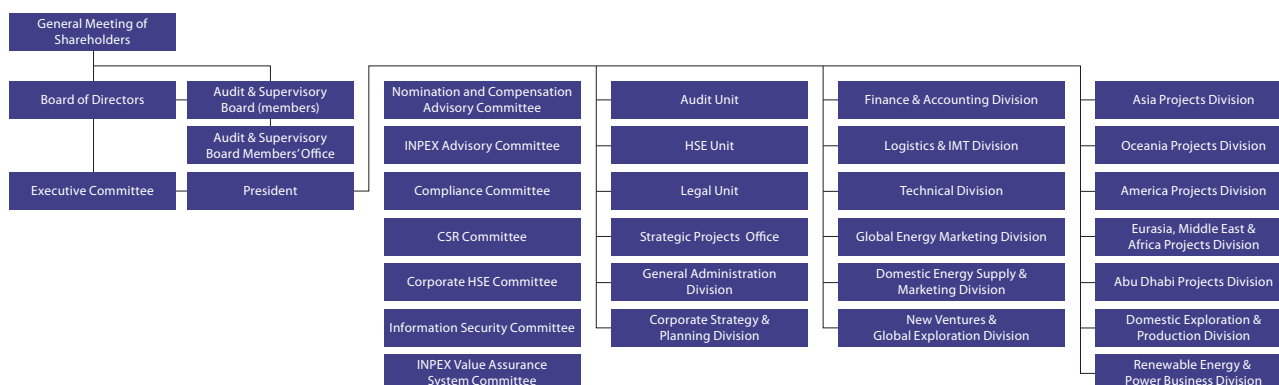 General Meeting of
Shareholders
Board of Directors
Audit & Supervisory
Board (members)
Audit & Supervisory
Board Members' Office
Executive Committee
President
Nomination and Compensation
Advisory Committee
INPEX Advisory Committee
Compliance Committee
CSR Committee
Corporate HSE Committee
Information Security Committee
INPEX Value Assurance
System Committee
Audit Unit
HSE Unit
Legal Unit
Strategic Projects Office
General Administration
Division
Corporate Strategy &
Planning Division
Finance & Accounting Division
Logistics & IMT Division
Technical Division
Global Energy Marketing Division
Domestic Energy Supply &
Marketing Division
New Ventures &
Global Exploration Division
Asia Projects Division
Oceania Projects Division
America Projects Division
Eurasia, Middle East &
Africa Projects Division
Abu Dhabi Projects Division
Domestic Exploration &
Production Division
Renewable Energy &
Power Business Division